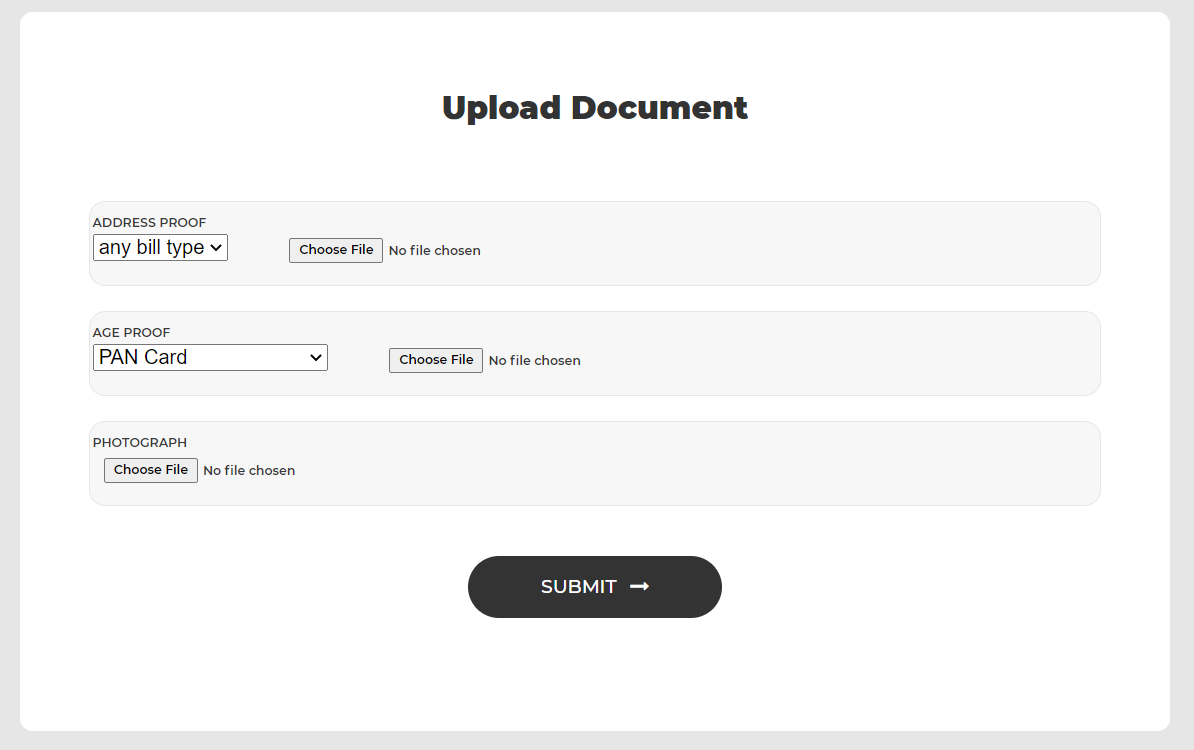 Upload Document
ADDRESS PROOF
any bill type
Choose File No file chosen
AGE PROOF
PAN Card
Choose File No file chosen
PHOTOGRAPH
Choose File No file chosen
SUBMIT